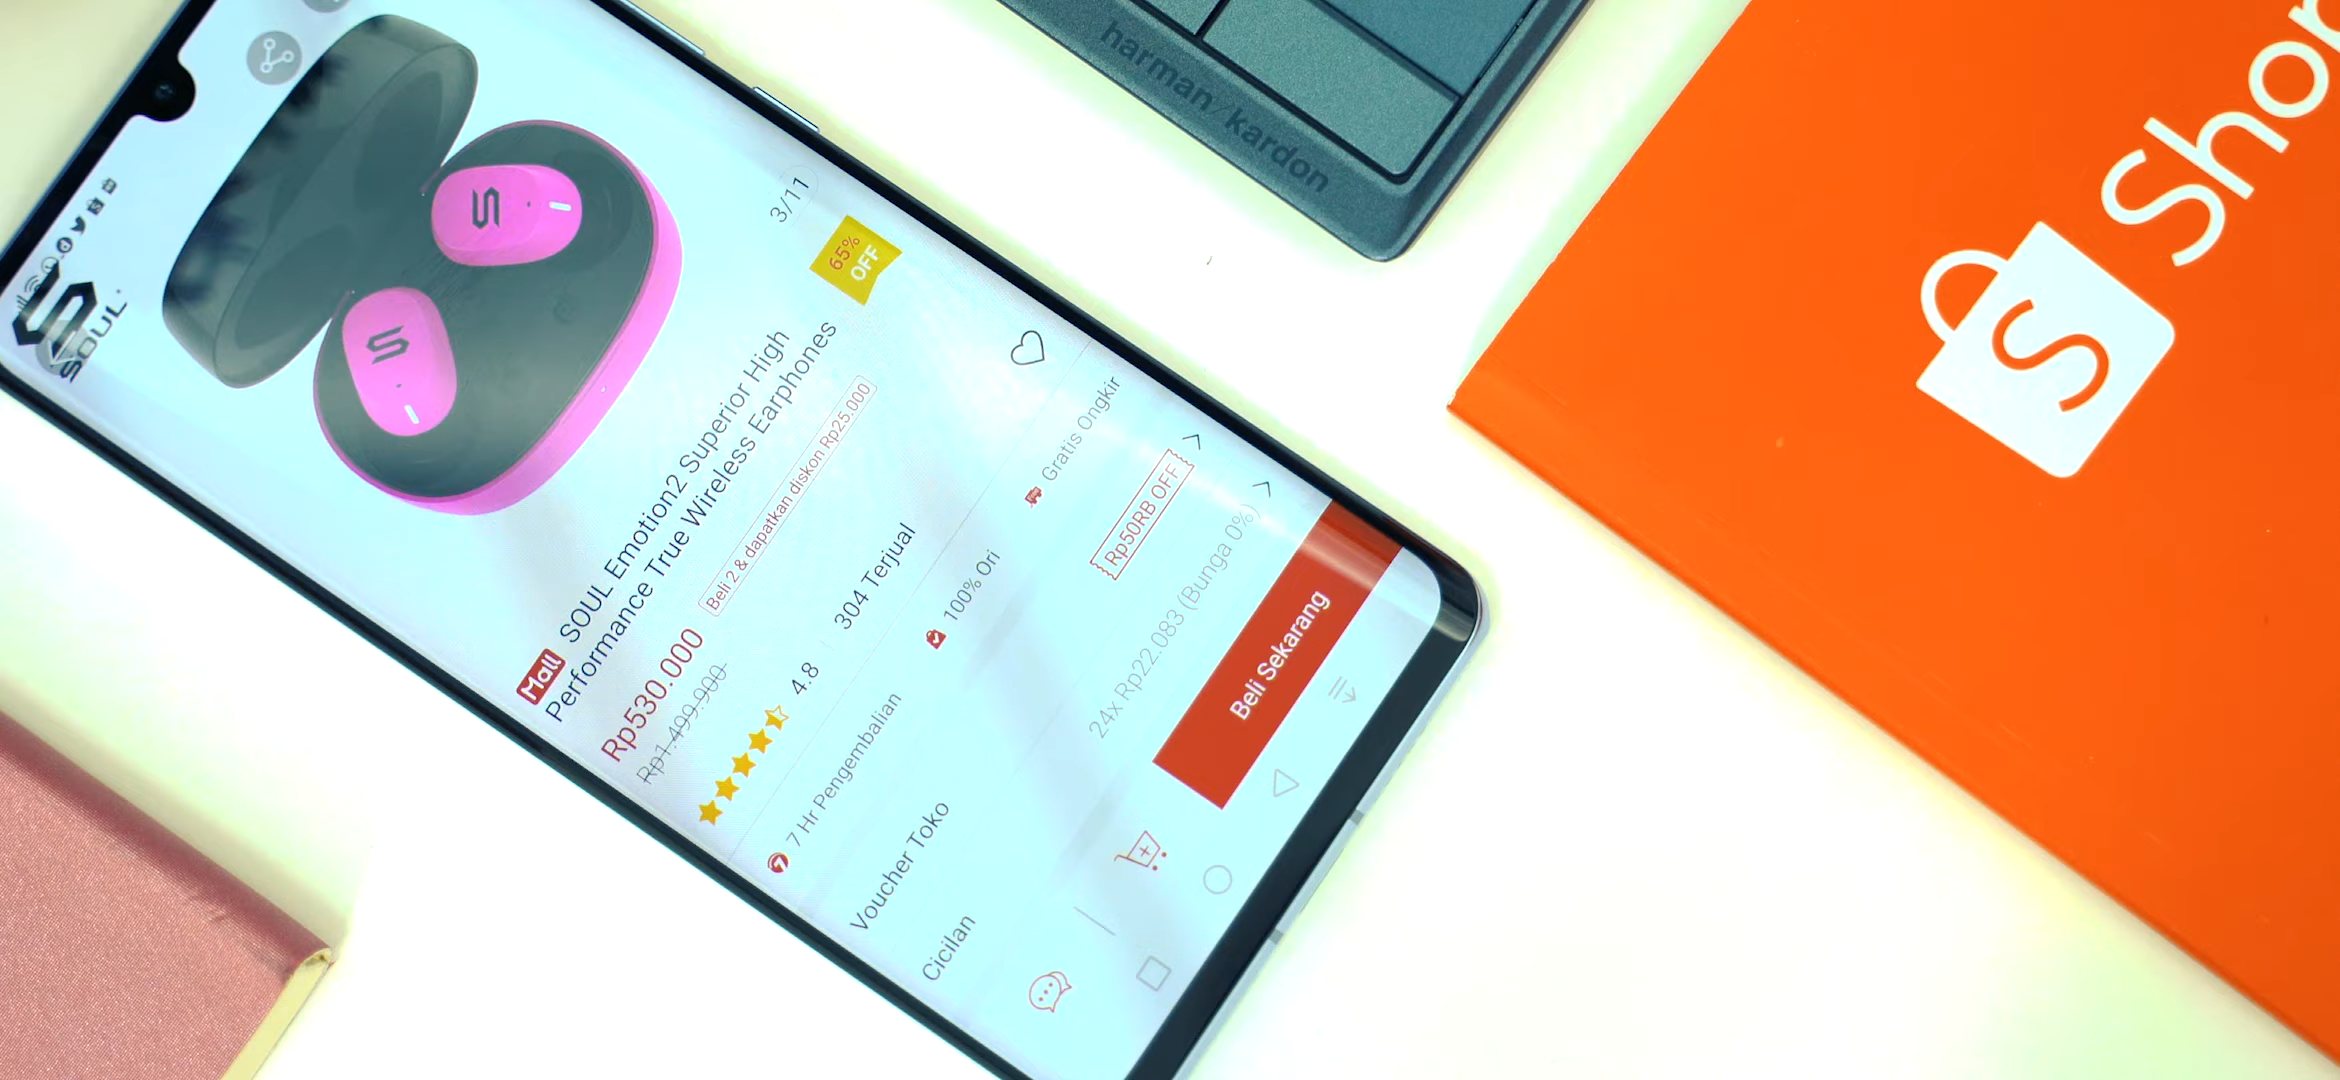 SOUL
3/11
65%
OFF
Mall SOUL Emotion2 Superior High
Performance True Wireless Earphones
Rp530.000
Beli 2 & dapatkan diskon Rp25.000
Rp1.499.900
4.8
304 Terjual
7 Hr Pengembalian
100% Ori
Gratis Ongkir
Voucher Toko
Rp50RB OFF
Cicilan
24x Rp22.083 (Bunga 0%)
Beli Sekarang
harman/kardon
S
Shop